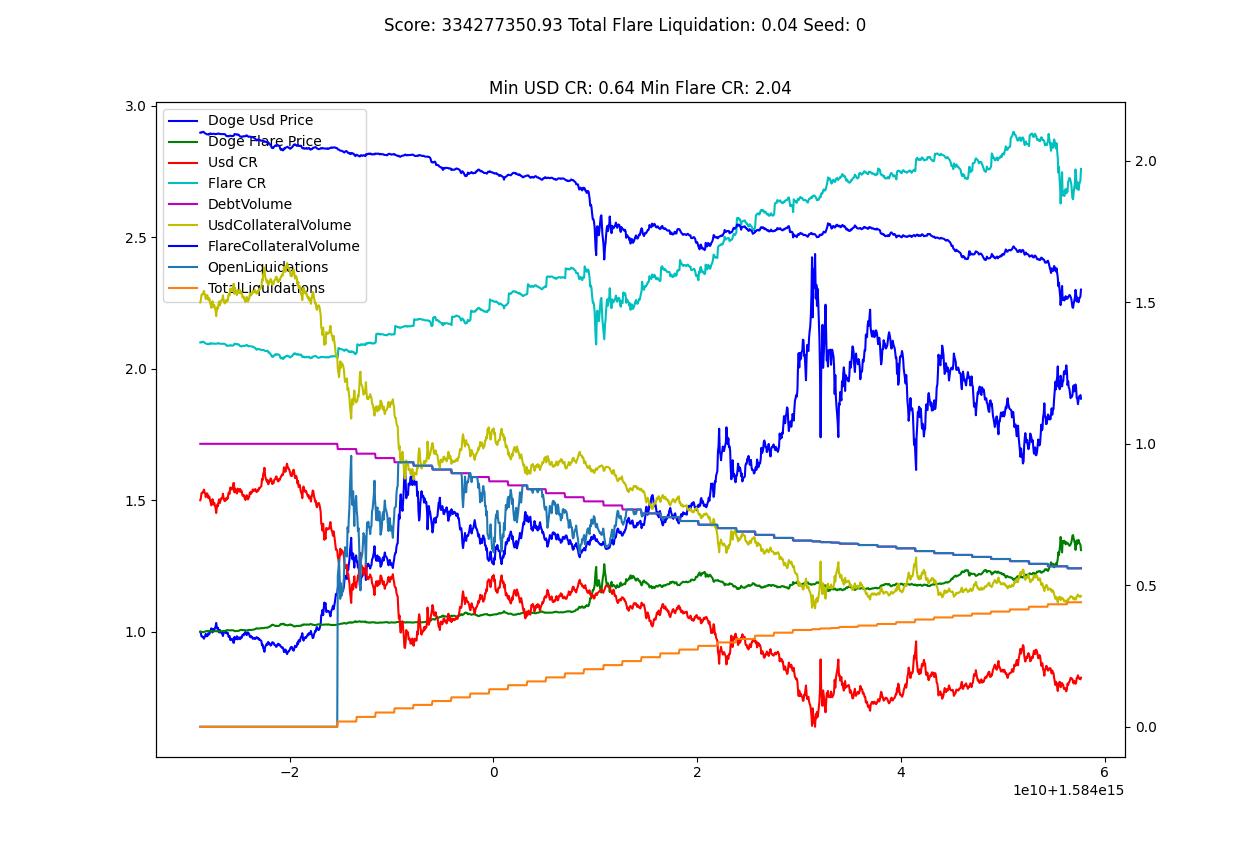 Score: 334277350.93 Total Flare Liquidation: 0.04 Seed: 0
Min USD CR: 0.64 Min Flare CR: 2.04
Doge Usd Price
Doge Flare Price
Usd CR
Flare CR
DebtVolume
UsdCollateralVolume
FlareCollateralVolume
OpenLiquidations
TotalLiquidations
3.0
2.5
2.0
1.5
1.0
2.0
1.5
1.0
0.5
0.0
−2
0
2
4
6
1e10+1.584e15